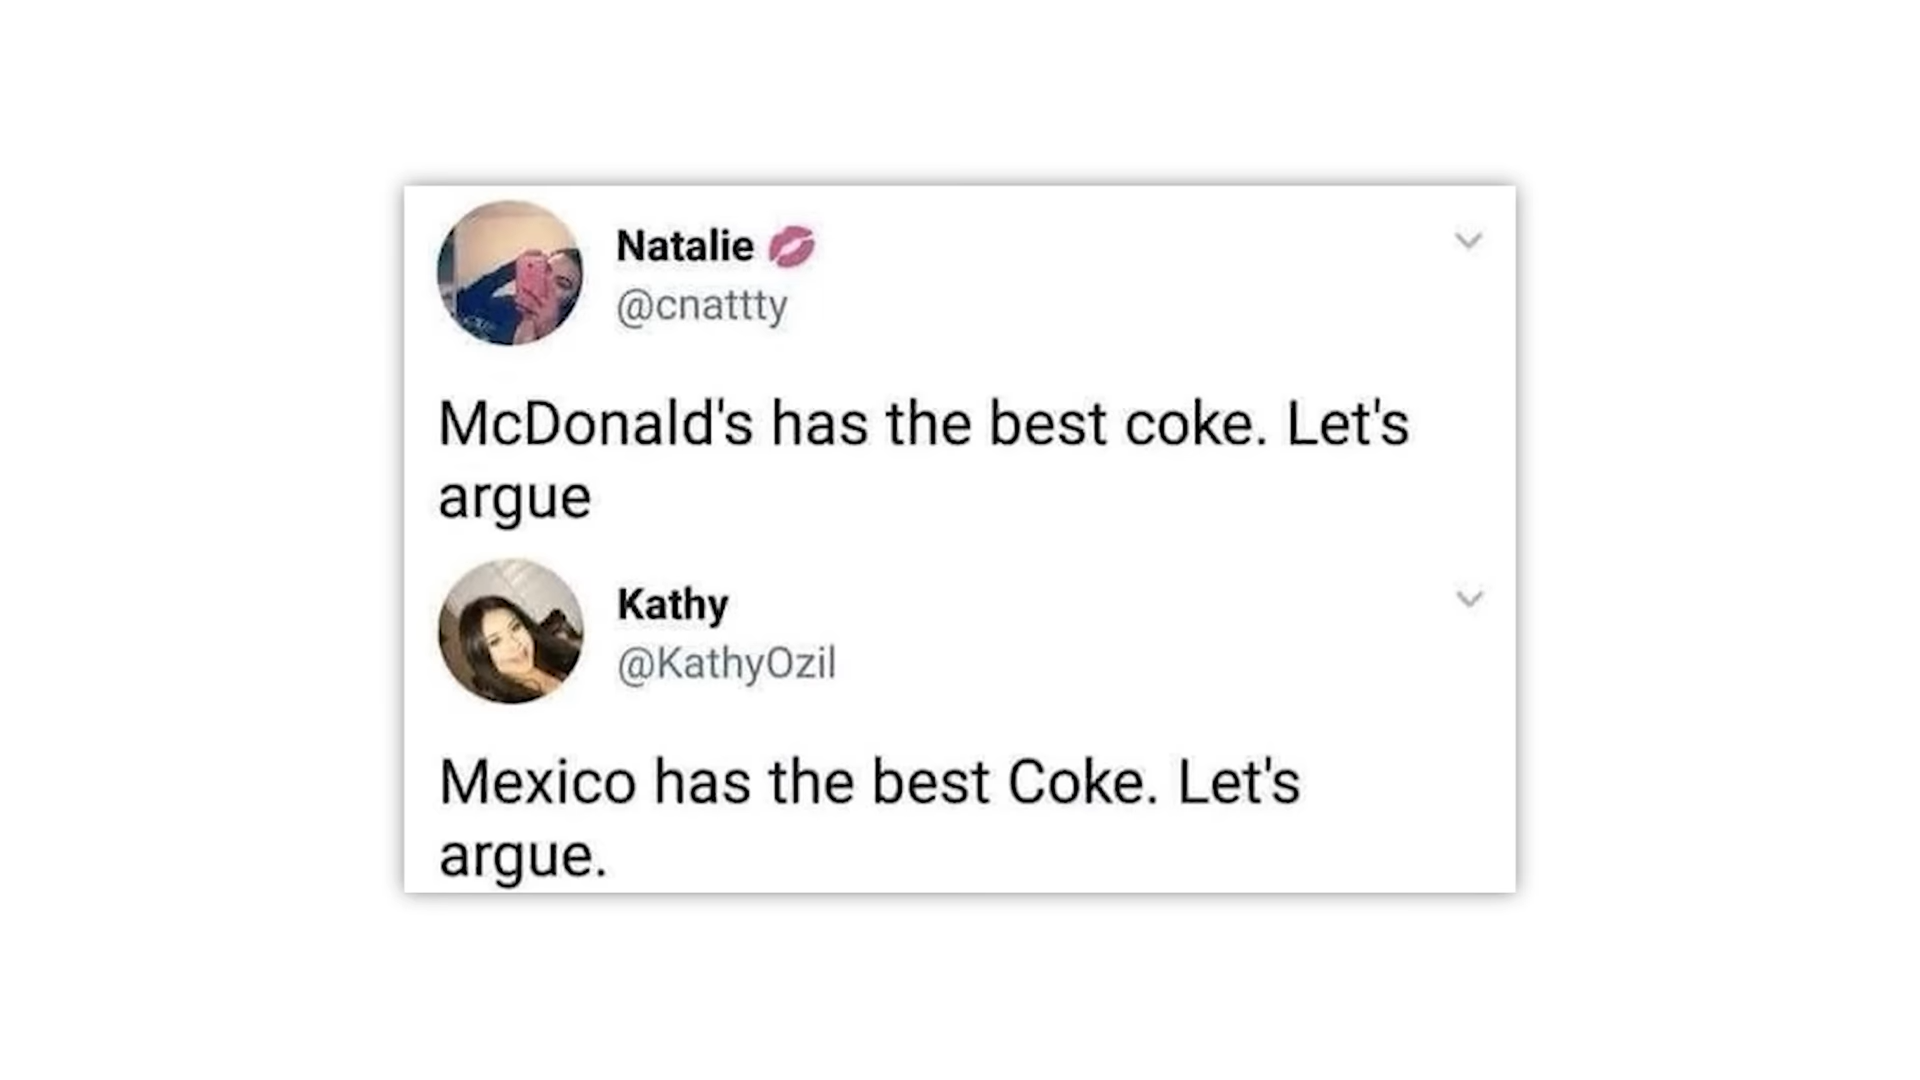 Natalie 💋
@cnattty
McDonald's has the best coke. Let's
argue
Kathy
@KathyOzil
Mexico has the best Coke. Let's
argue.